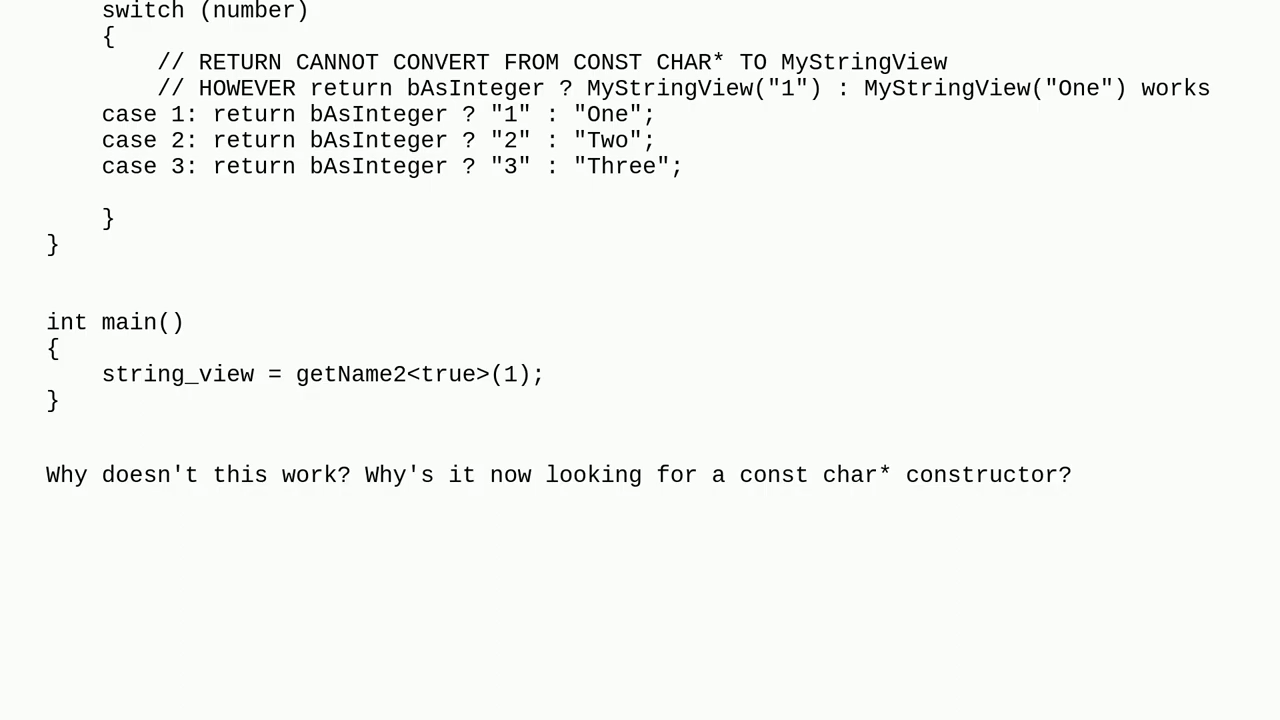 switch (number)
{
// RETURN CANNOT CONVERT FROM CONST CHAR* TO MyStringView
// HOWEVER return bAsInteger ? MyStringView("1") : MyStringView("One") works
case 1: return bAsInteger ? "1" : "One";
case 2: return bAsInteger ? "2" : "Two";
case 3: return bAsInteger ? "3" : "Three";
}
}
int main()
{
string_view = getName2<true>(1);
}
Why doesn't this work? Why's it now looking for a const char* constructor?